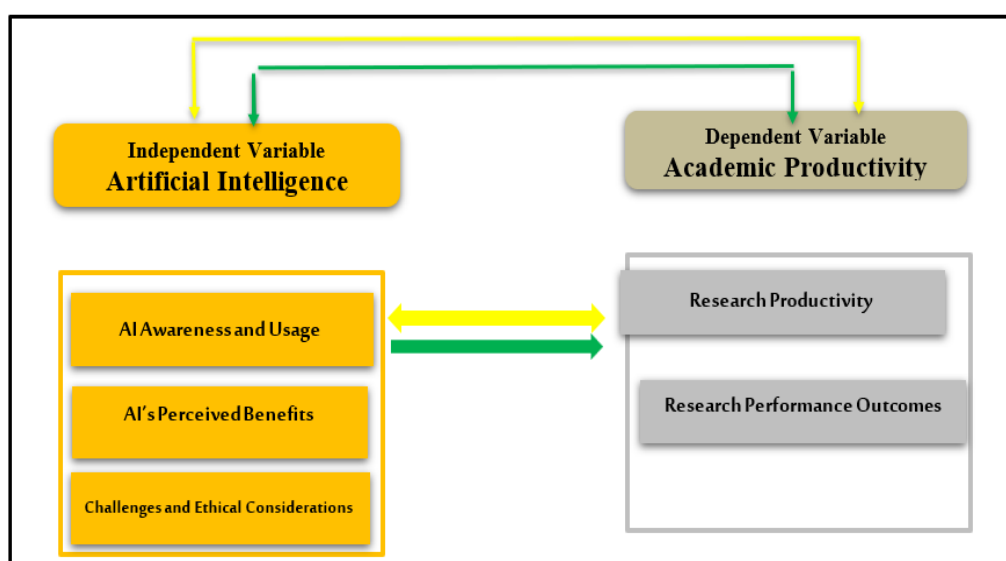 Independent Variable
Artificial Intelligence
Dependent Variable
Academic Productivity
AI Awareness and Usage
AI's Perceived Benefits
Challenges and Ethical Considerations
Research Productivity
Research Performance Outcomes